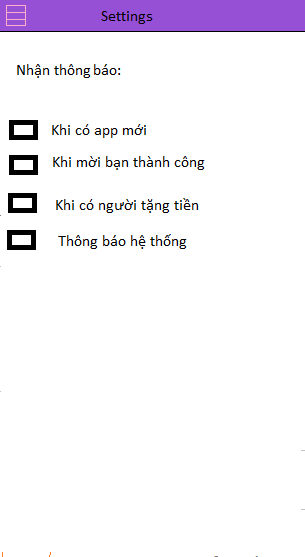 Settings
Nhận thông báo:
Khi có app mới
Khi mời bạn thành công
Khi có người tặng tiền
Thông báo hệ thống